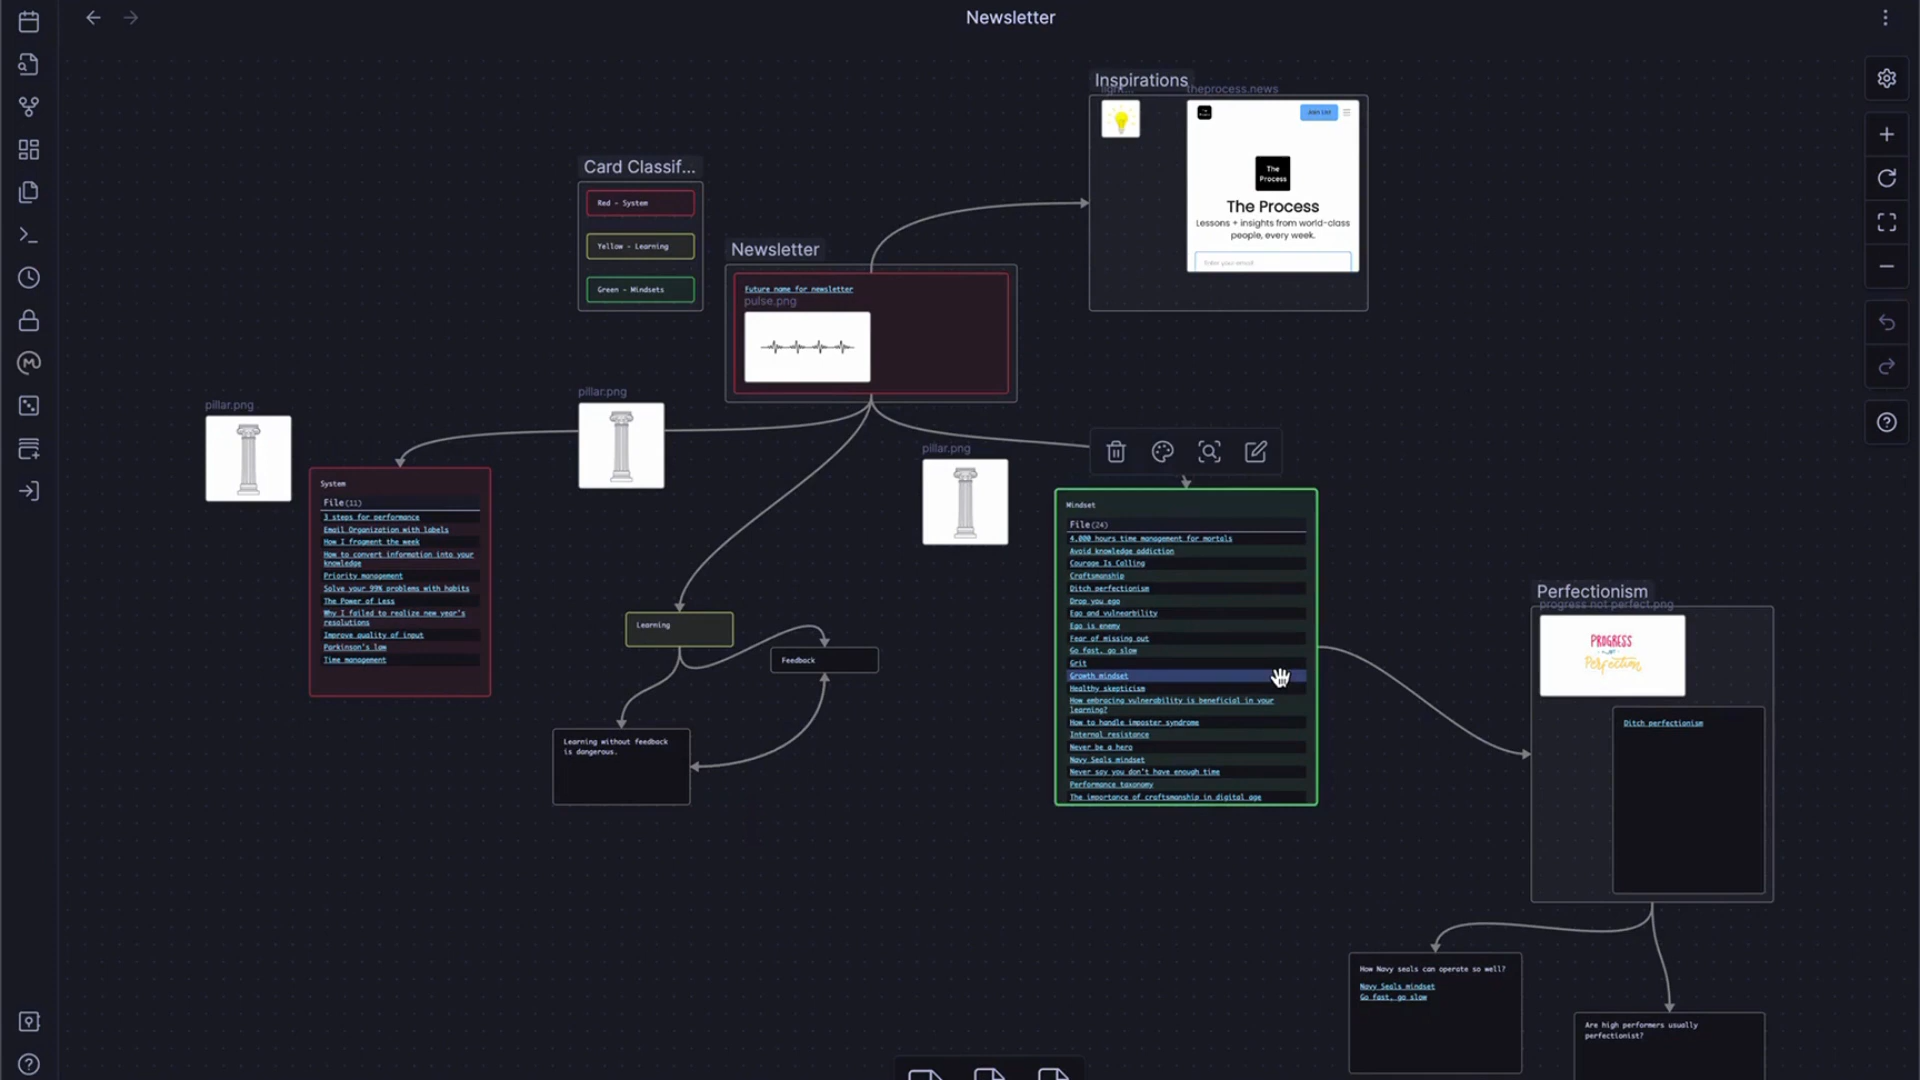 Newsletter
Inspirations
light...
theprocess.news
Join List
The
Process
The Process
Lessons + insights from world-class
people, every week.
Enter your email
Card Classif...
Red - System
Yellow - Learning
Green - Mindsets
Newsletter
Future name for newsletter
pulse.png
pillar.png
pillar.png
pillar.png
System
File(11)
3 steps for performance
Email Organization with labels
How I fragment the week
How to convert information into your
knowledge
Priority management
Solve your 99% problems with habits
The Power of Less
Why I failed to realize new year's
resolutions
Improve quality of input
Parkinson's law
Time management
Learning
Feedback
Learning without feedback
is dangerous.
Mindset
File(24)
4,000 hours time management for mortals
Avoid knowledge addiction
Courage Is Calling
Craftsmanship
Ditch perfectionism
Drop you ego
Ego and vulnearbility
Ego is enemy
Fear of missing out
Go fast, go slow
Grit
Growth mindset
Healthy skepticism
How embracing vulnerability is beneficial in your
learning?
How to handle imposter syndrome
Internal resistance
Never be a hero
Navy Seals mindset
Never say you don't have enough time
Performance taxonomy
The importance of craftsmanship in digital age
Perfectionism
progress not perfect.png
PROGRESS
Perfection
Ditch perfectionism
How Navy seals can operate so well?
Navy Seals mindset
Go fast, go slow
Are high performers usually
perfectionist?